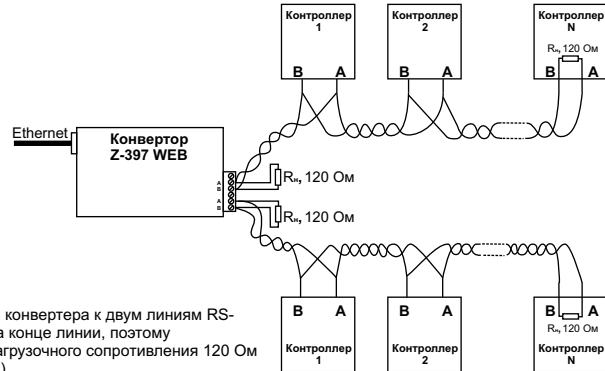 Контроллер
1
Контроллер
2
Контроллер
N
Rн, 120 Ом
B A
B A
B A
Ethernet
Конвертор
Z-397 WEB
A
B
A
B
Rн, 120 Ом
Rн, 120 Ом
B A
B A
B A
Rн, 120 Ом
Контроллер
1
Контроллер
2
Контроллер
N
конвертера к двум линиям RS-
а конце линии, поэтому
агрузочного сопротивления 120 Ом